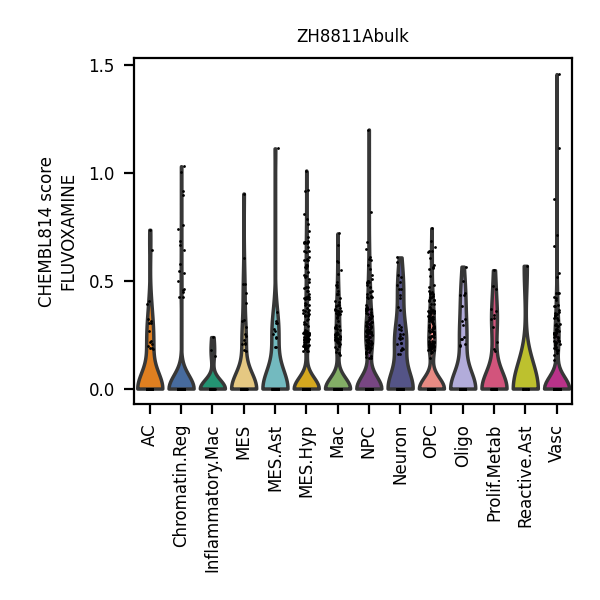 ZH8811Abulk
CHEMBL814 score
FLUVOXAMINE
1.5
1.0
0.5
0.0
AC
Chromatin.Reg
Inflammatory.Mac
MES
MES.Ast
MES.Hyp
Mac
NPC
Neuron
OPC
Oligo
Prolif.Metab
Reactive.Ast
Vasc